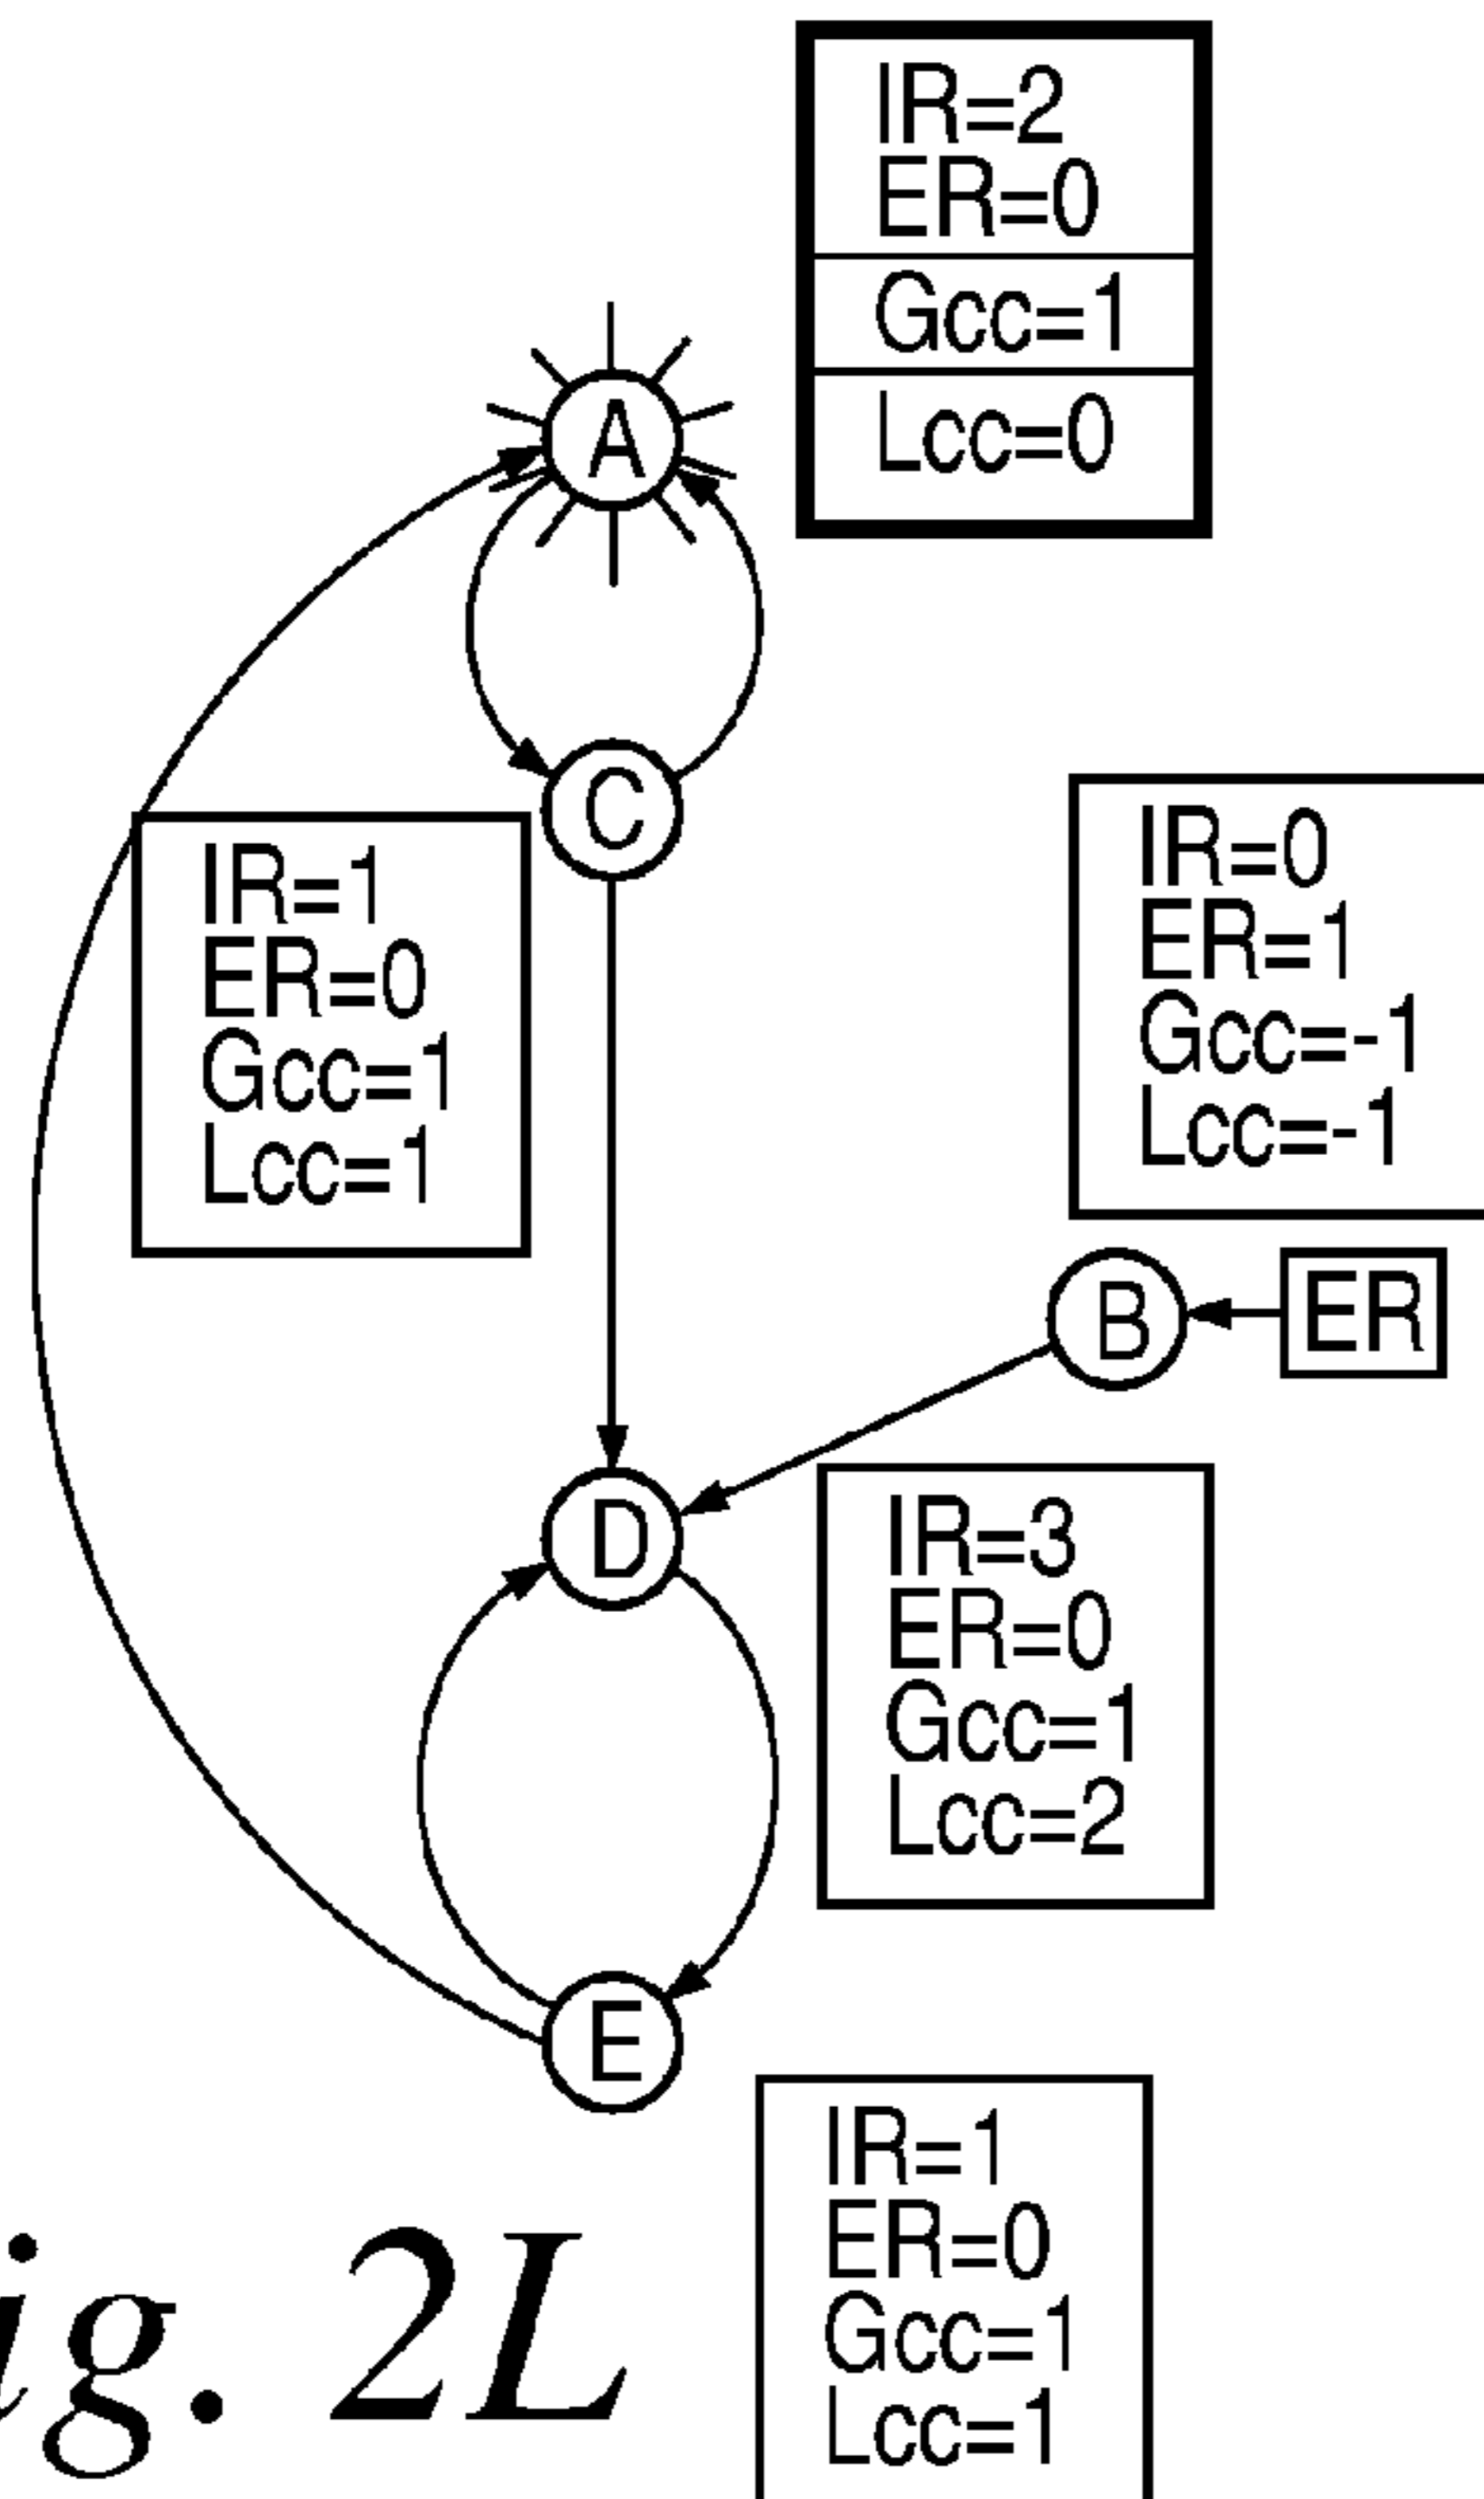 IR=2
ER=0
Gcc=1
Lcc=0
A
C
IR=1
ER=0
Gcc=1
Lcc=1
IR=0
ER=1
Gcc=-1
Lcc=-1
B
ER
D
IR=3
ER=0
Gcc=1
Lcc=2
E
IR=1
ER=0
Gcc=1
Lcc=1
ig. 2L